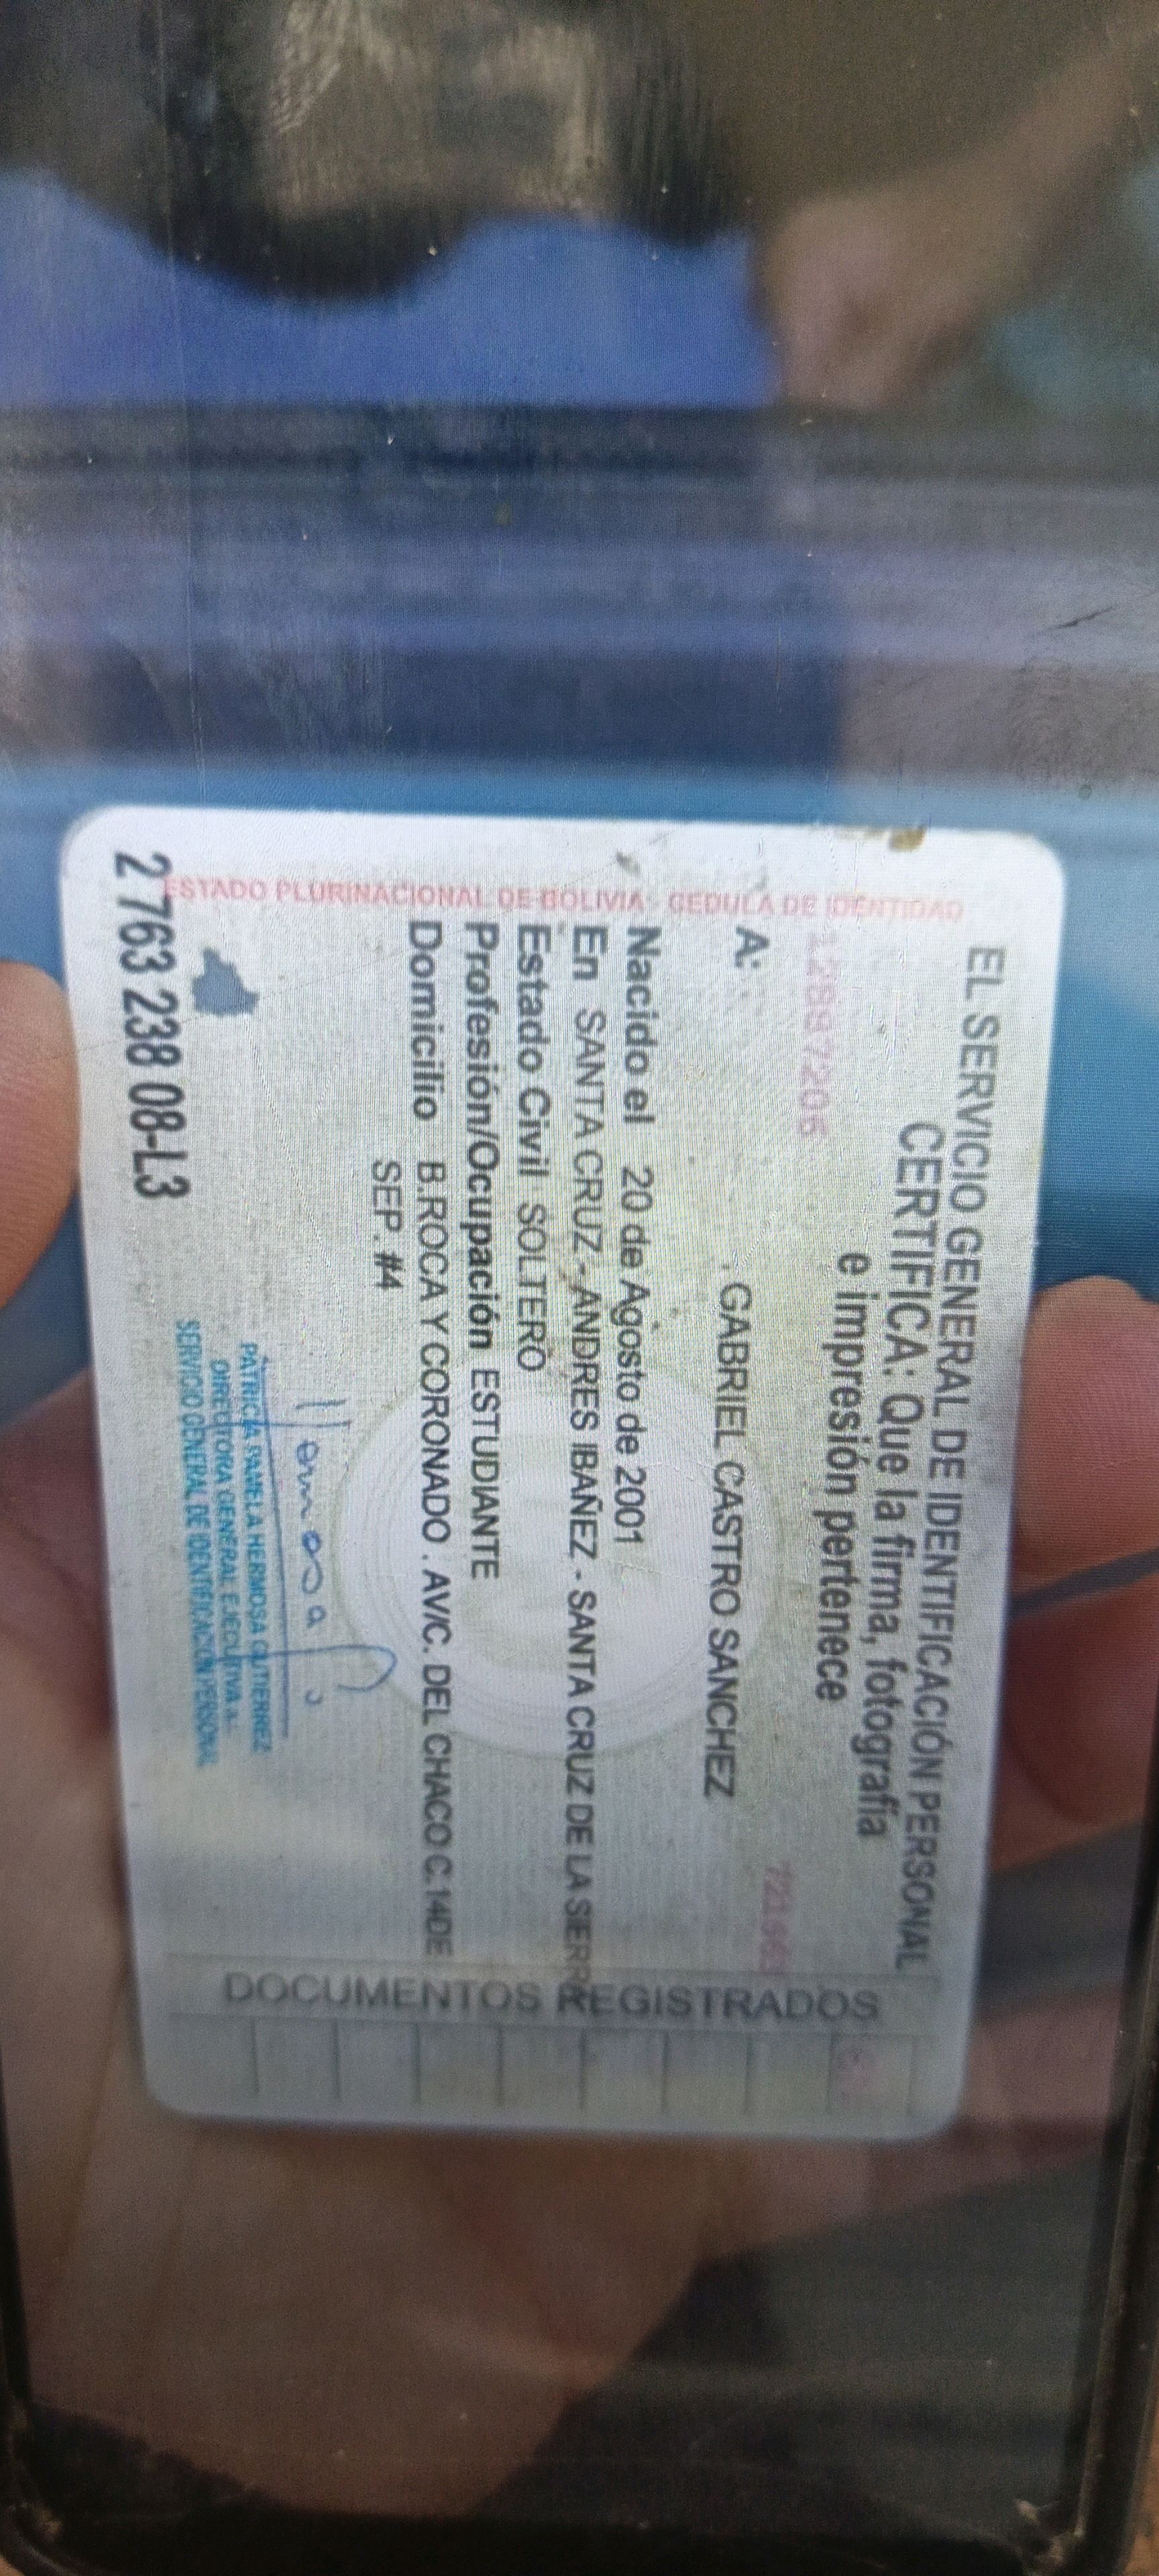 EL SERVICIO GENERAL DE IDENTIFICACIÓN PERSONAL
CERTIFICA: Que la firma, fotografía
e impresión pertenece
A: , GABRIEL CASTRO SANCHEZ
Nacido el 20 de Agosto de 2001
En SANTA CRUZ - ANDRES IBAÑEZ - SANTA CRUZ DE LA SIERRA
Estado Civil SOLTERO
Profesión/Ocupación ESTUDIANTE
Domicilio B.ROCA Y CORONADO . AV/C. DEL CHACO C.14DE
SEP. #4
PATRICIA PAMELA HERMOSA GUTIERREZ
DIRECTORA GENERAL EJECUTIVA a.i.
SERVICIO GENERAL DE IDENTIFICACIÓN PERSONAL
2 763 238 08-L3
ESTADO PLURINACIONAL DE BOLIVIA - CEDULA DE IDENTIDAD
DOCUMENTOS REGISTRADOS